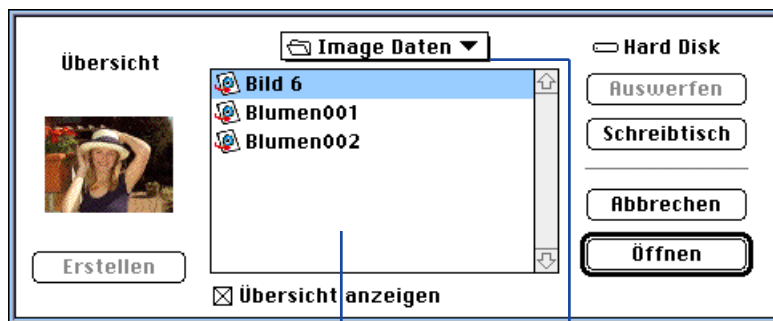 Übersicht
Image Daten
Hard Disk
Bild 6
Blumen001
Blumen002
Auswerfen
Schreibtisch
Abbrechen
Öffnen
Erstellen
Übersicht anzeigen